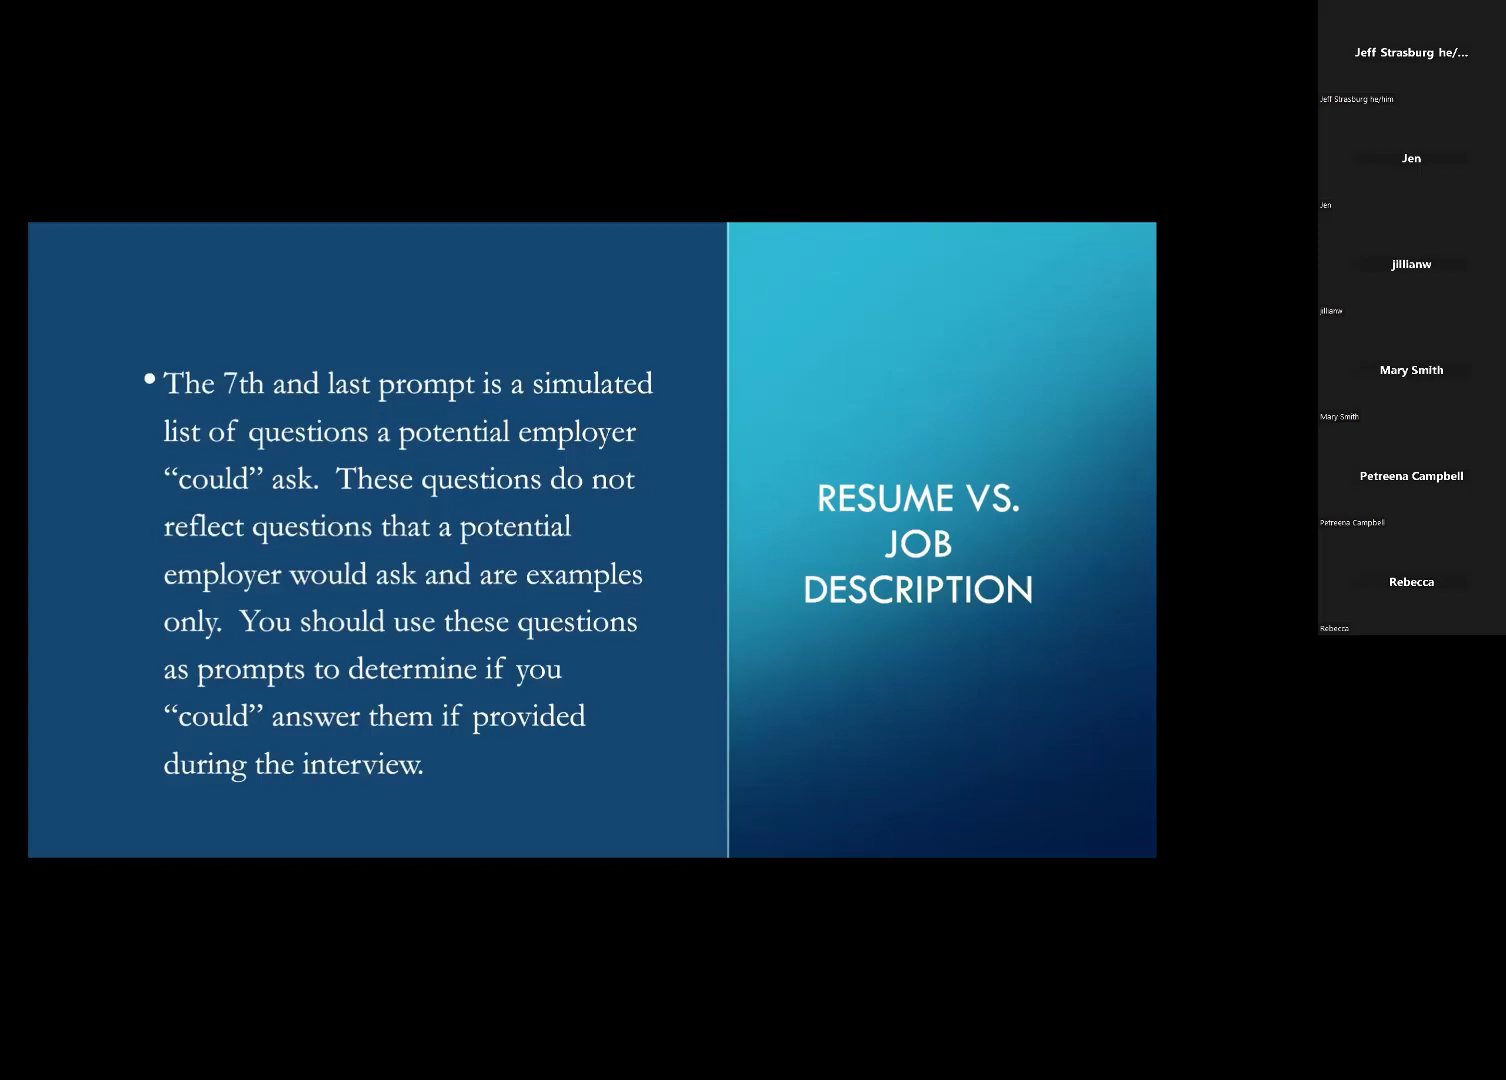 • The 7th and last prompt is a simulated
list of questions a potential employer
“could” ask.  These questions do not
reflect questions that a potential
employer would ask and are examples
only.  You should use these questions
as prompts to determine if you
“could” answer them if provided
during the interview.
RESUME VS.
JOB
DESCRIPTION
Jeff Strasburg he/...
Jeff Strasburg he/him
Jen
Jen
jillianw
jillianw
Mary Smith
Mary Smith
Petreena Campbell
Petreena Campbell
Rebecca
Rebecca